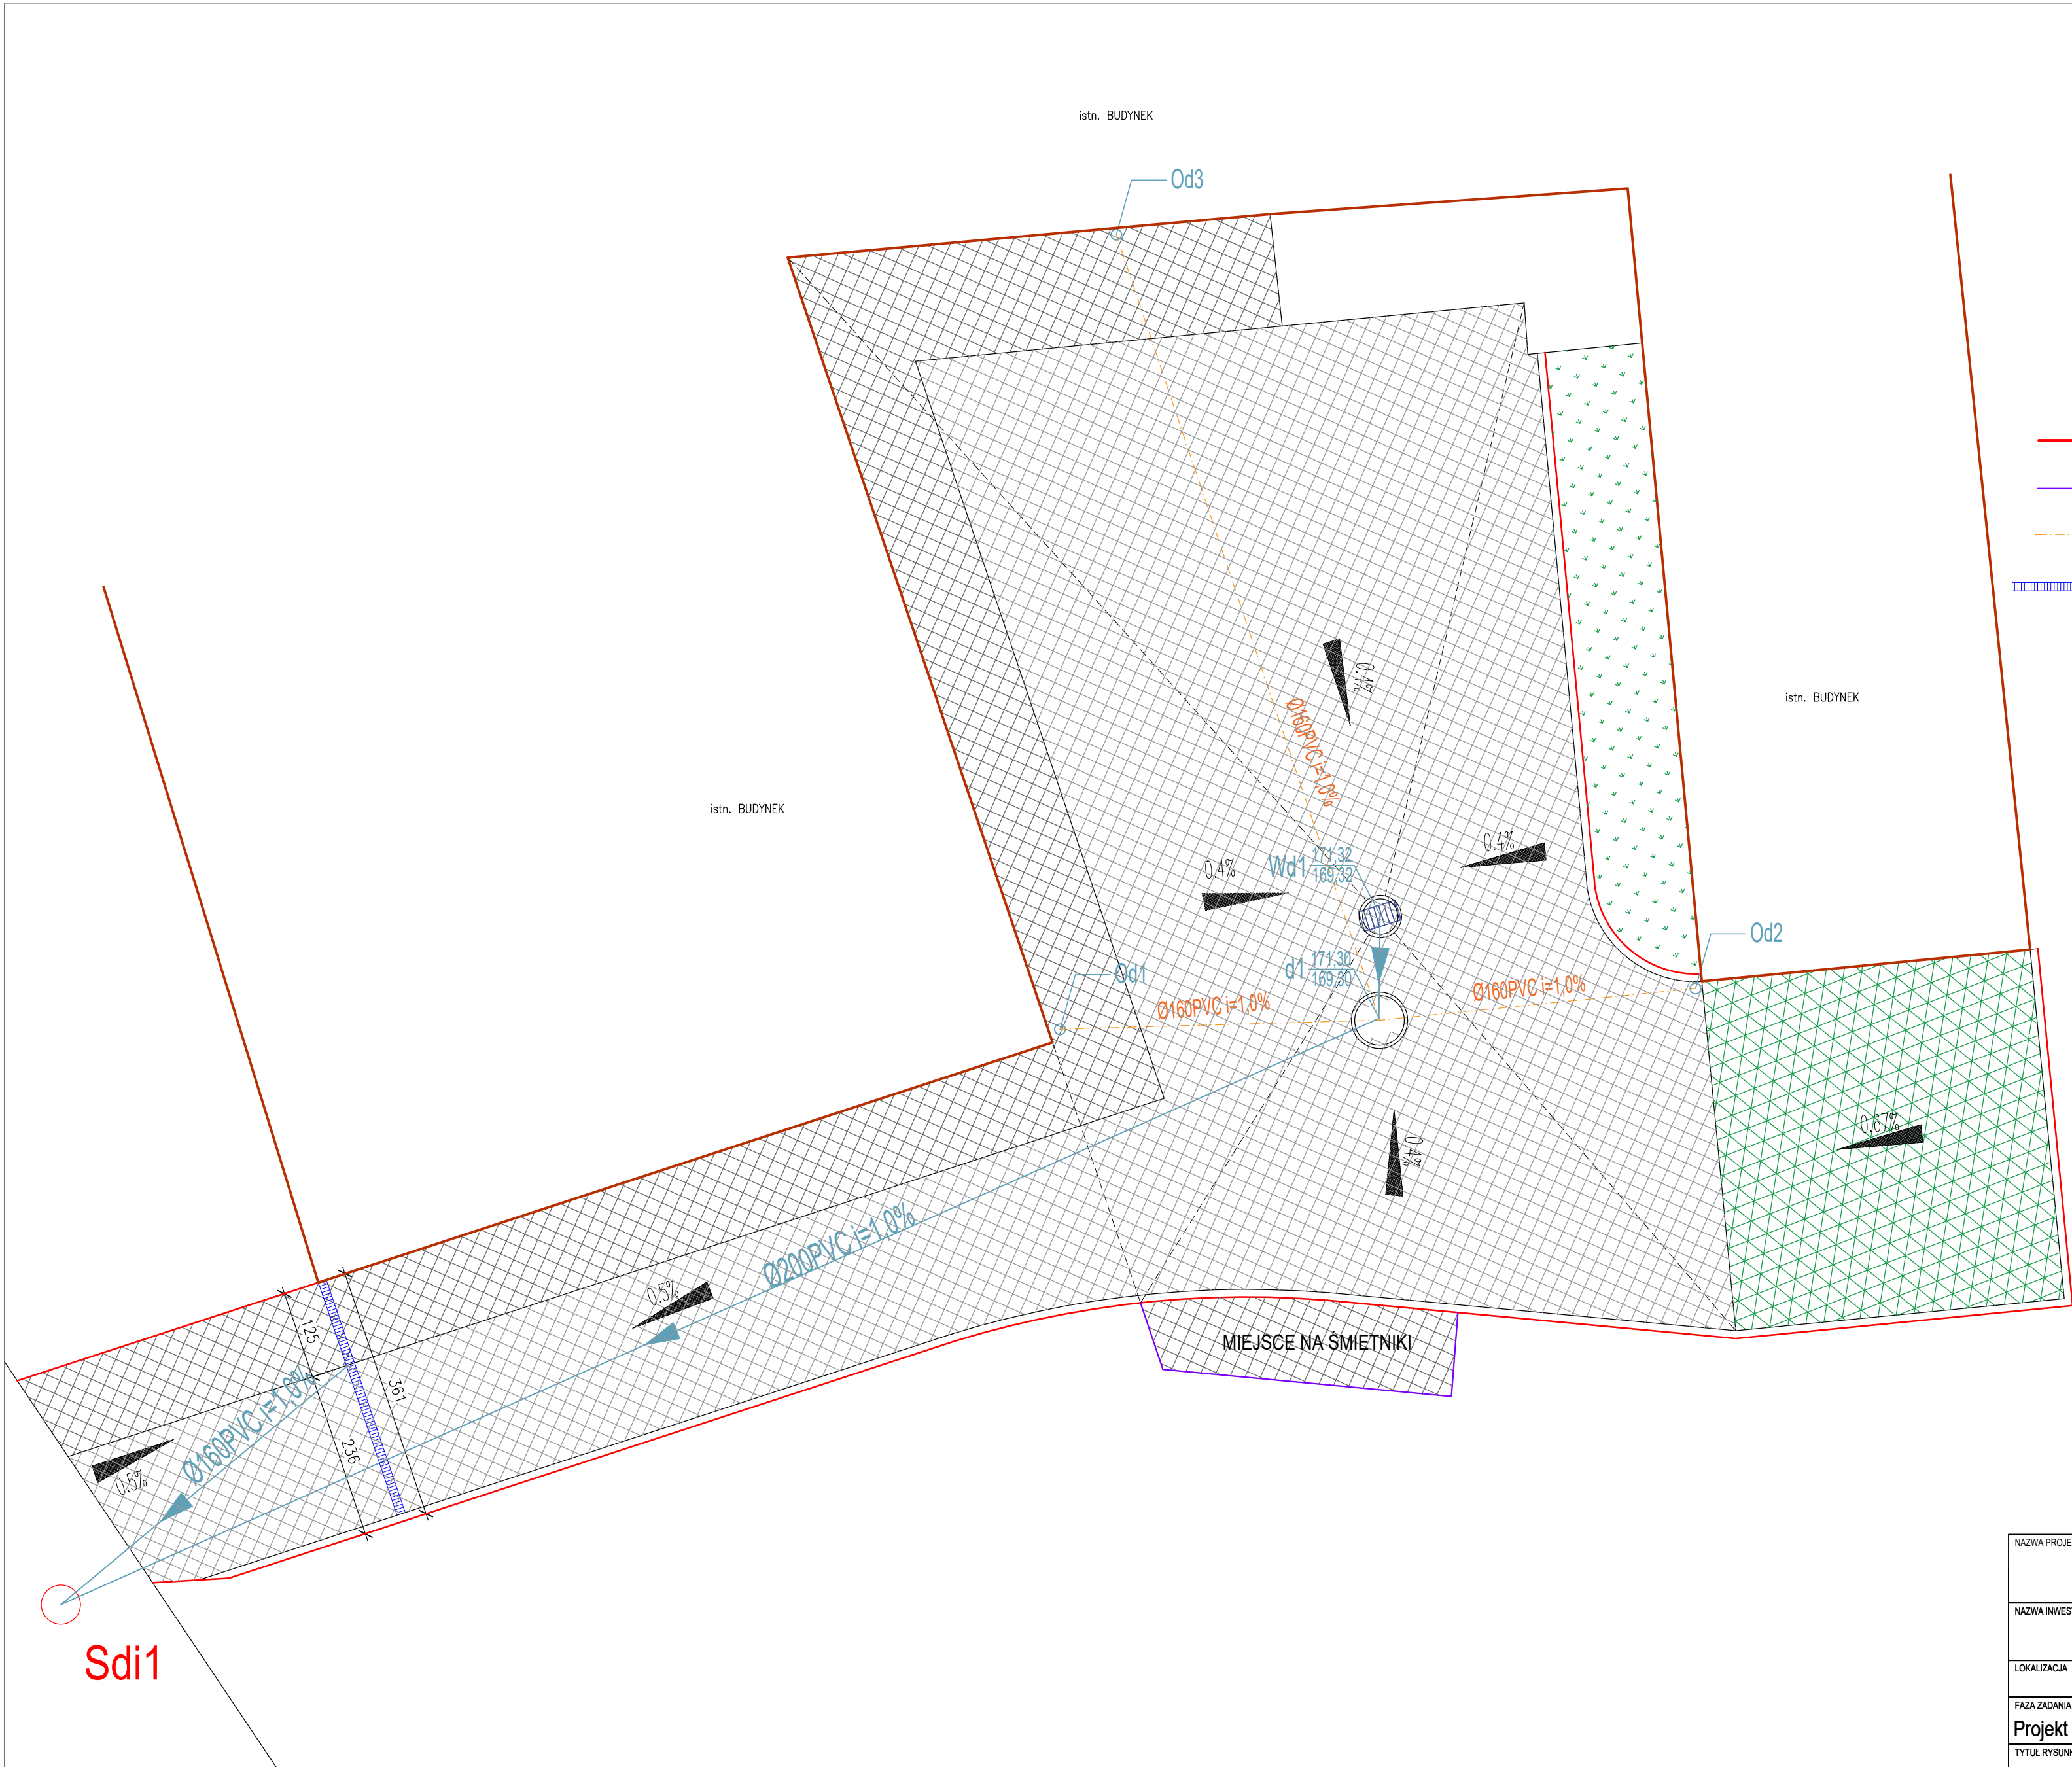 istn. BUDYNEK
Od3
0.4%
Ø160PVC i=1,0%
istn. BUDYNEK
istn. BUDYNEK
0.4%
0.4%
Wd1 171,32
169,32
Od2
d1 171,30
169,30
Od1
Ø160PVC i=1,0%
Ø160PVC i=1,0%
0.4%
0.67%
Ø200PVC i=1,0%
0.5%
MIEJSCE NA ŚMIETNIKI
125
361
236
Ø160PVC i=1,0%
0.5%
Sdi1
NAZWA PROJE
NAZWA INWES
LOKALIZACJA
FAZA ZADANIA
Projekt
TYTUŁ RYSUN